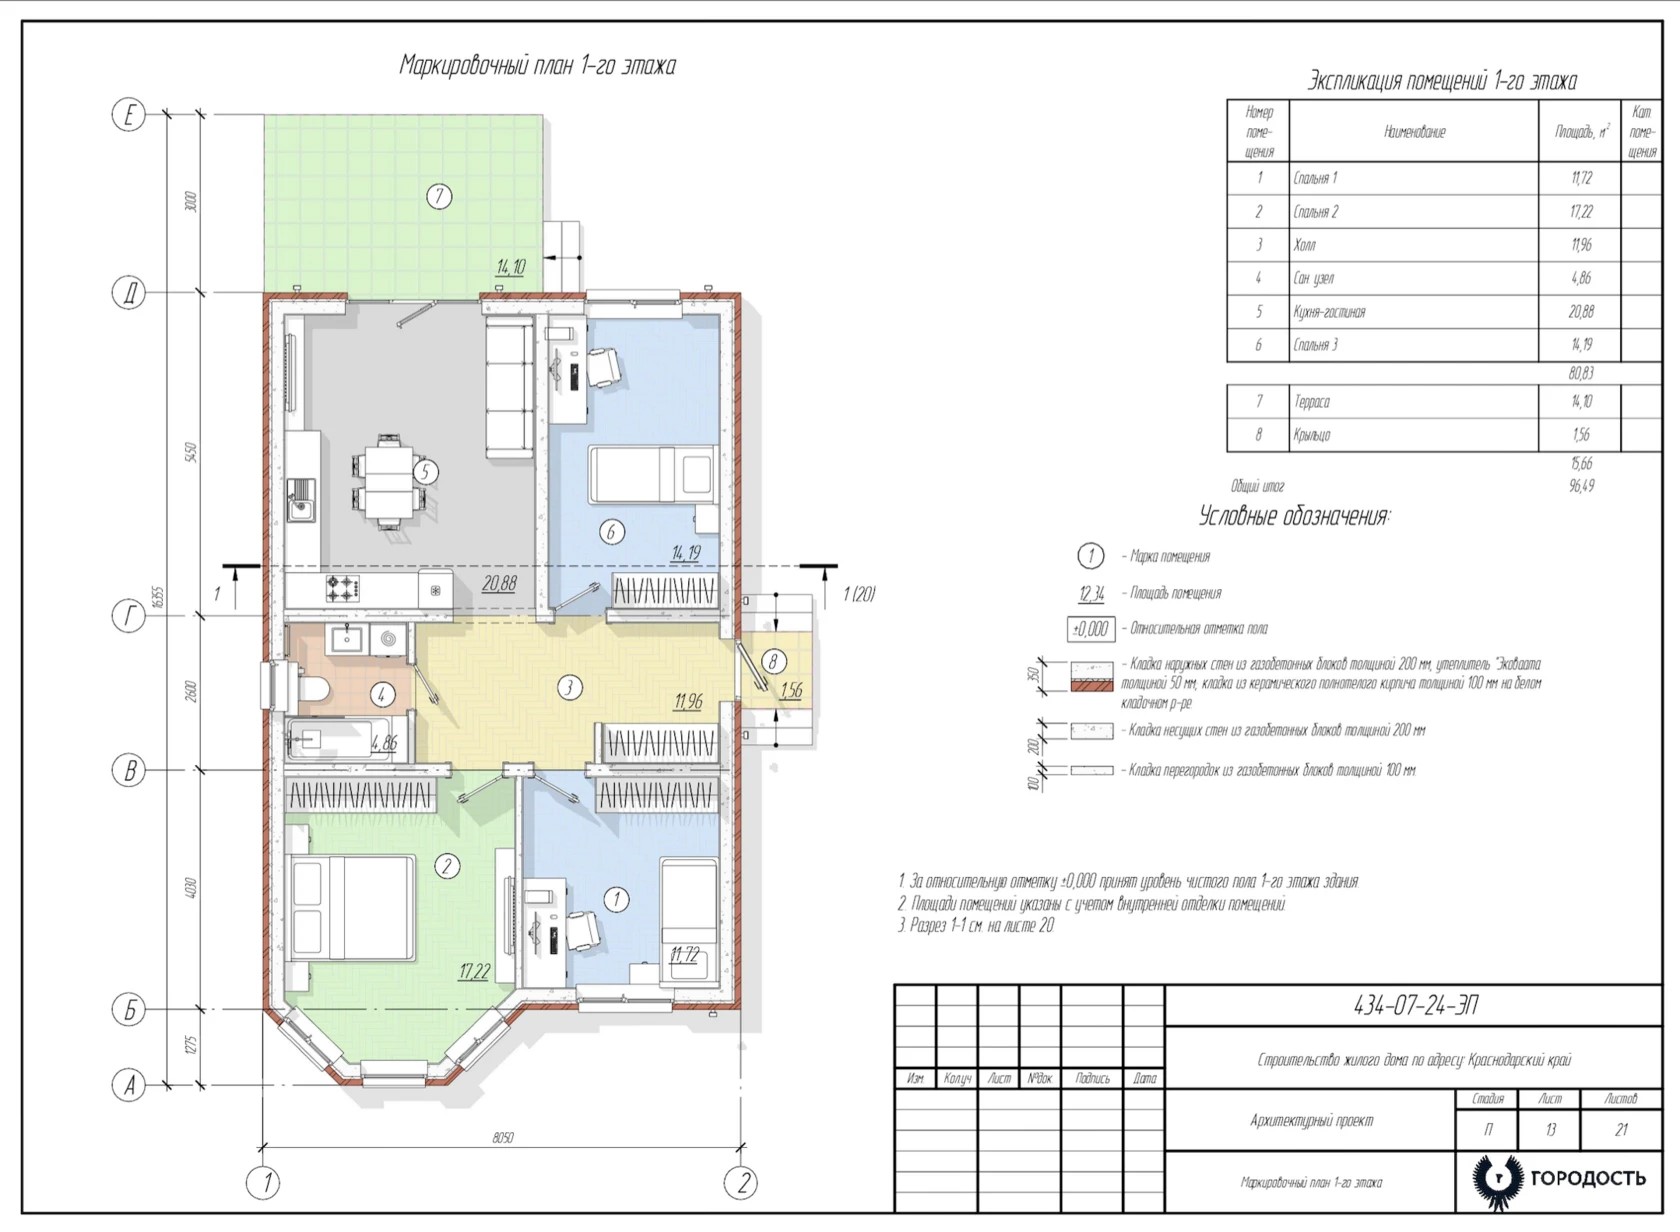 Маркировочный план 1-го этажа
Е
Д
Г
В
Б
А
3000
5450
2600
4030
1275
16355
8050
1
2
7
14,10
5
20,88
6
14,19
1
1 (20)
4
4,86
3
11,96
8
1,56
2
17,22
1
11,72
Экспликация помещений 1-го этажа
Номер поме-щения Наименование Площадь, м² Кат. поме-щения
1 Спальня 1 11,72
2 Спальня 2 17,22
3 Холл 11,96
4 Сан. узел 4,86
5 Кухня-гостиная 20,88
6 Спальня 3 14,19
80,83
7 Терраса 14,10
8 Крыльцо 1,56
15,66
Общий итог 96,49
Условные обозначения:
1 - Марка помещения
12,34 - Площадь помещения
±0,000 - Относительная отметка пола
350
- Кладка наружных стен из газобетонных блоков толщиной 200 мм, утеплитель "Эковата
толщиной 50 мм, кладка из керамического полнотелого кирпича толщиной 100 мм на белом
кладочном р-ре.
200
- Кладка несущих стен из газобетонных блоков толщиной 200 мм
100
- Кладка перегородок из газобетонных блоков толщиной 100 мм.
1. За относительную отметку ±0,000 принят уровень чистого пола 1-го этажа здания.
2. Площади помещений указаны с учетом внутренней отделки помещений.
3. Разрез 1-1 см. на листе 20
434-07-24-ЭП
Строительство жилого дома по адресу: Краснодарский край
Изм. Кол.уч Лист №док Подпись Дата
Архитектурный проект
Стадия Лист Листов
П 13 21
Маркировочный план 1-го этажа
ГОРОДОСТЬ